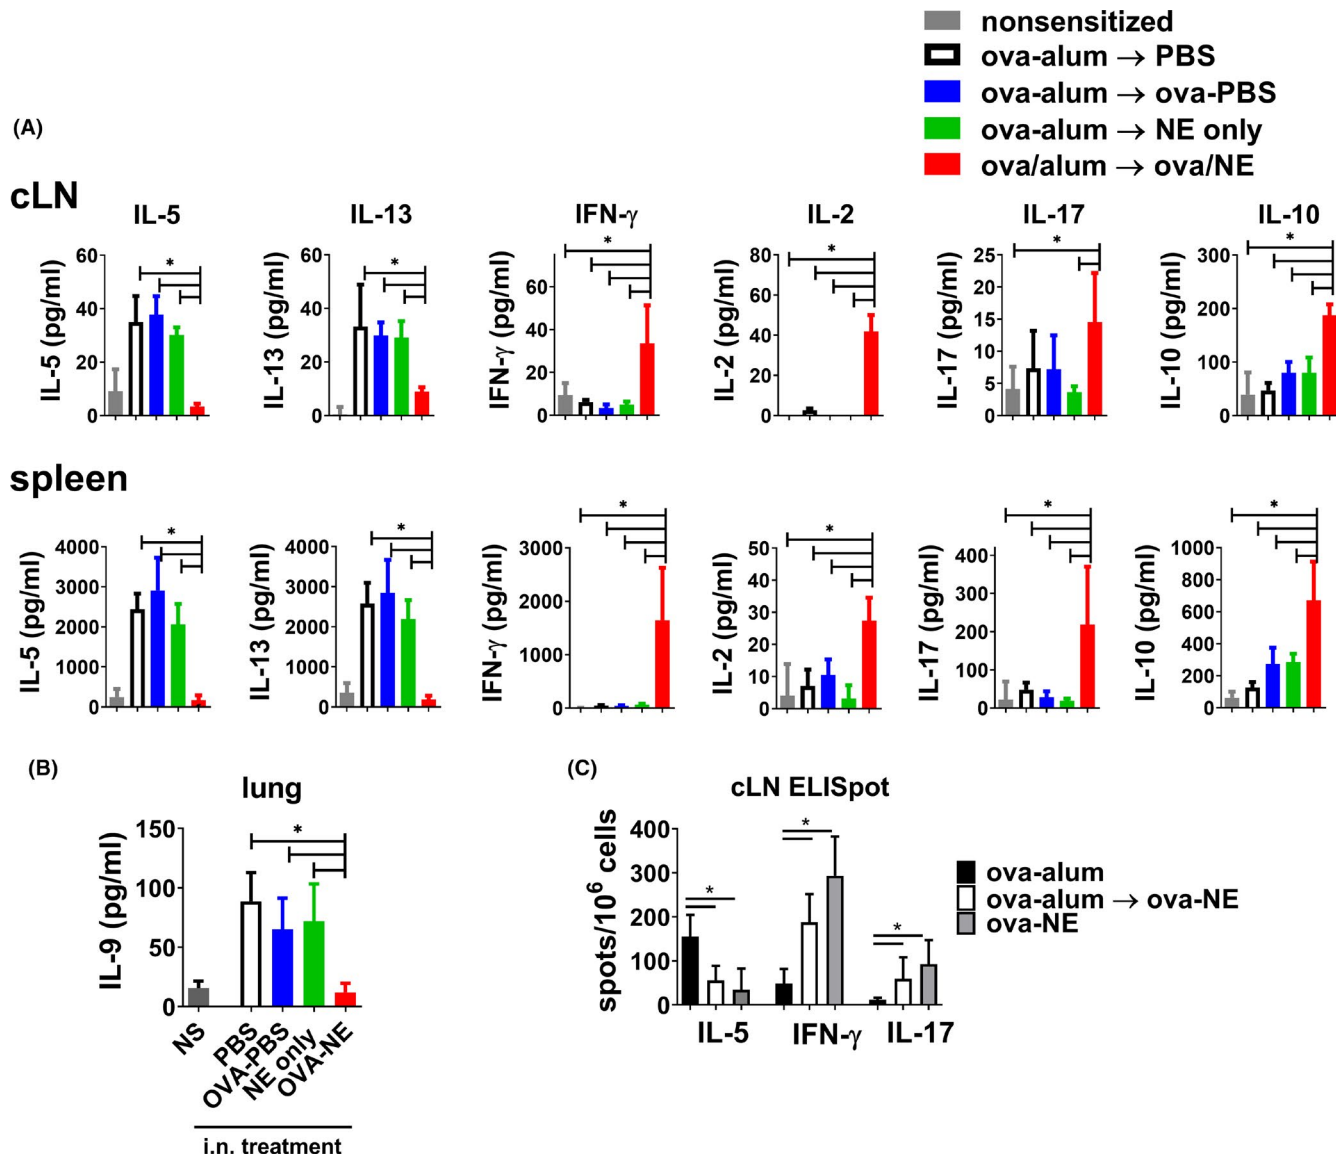 nonsensitized
ova-alum → PBS
ova-alum → ova-PBS
ova-alum → NE only
ova/alum → ova/NE
(A)
cLN
IL-5
IL-13
IFN-γ
IL-2
IL-17
IL-10
IL-5 (pg/ml)
60
40
20
0
*
IL-13 (pg/ml)
60
40
20
0
*
IFN-γ (pg/ml)
60
40
20
0
*
IL-2 (pg/ml)
80
60
40
20
0
*
IL-17 (pg/ml)
25
20
15
10
5
0
*
IL-10 (pg/ml)
300
200
100
0
*
spleen
IL-5 (pg/ml)
4000
3000
2000
1000
0
*
IL-13 (pg/ml)
4000
3000
2000
1000
0
*
IFN-γ (pg/ml)
3000
2000
1000
0
*
IL-2 (pg/ml)
50
40
30
20
10
0
*
IL-17 (pg/ml)
400
300
200
100
0
*
IL-10 (pg/ml)
1000
800
600
400
200
0
*
(B)
lung
IL-9 (pg/ml)
150
100
50
0
*
NS
PBS
OVA-PBS
NE only
OVA-NE
i.n. treatment
(C)
cLN ELISpot
spots/10⁶ cells
400
300
200
100
0
*
*
*
IL-5
IFN-γ
IL-17
ova-alum
ova-alum → ova-NE
ova-NE